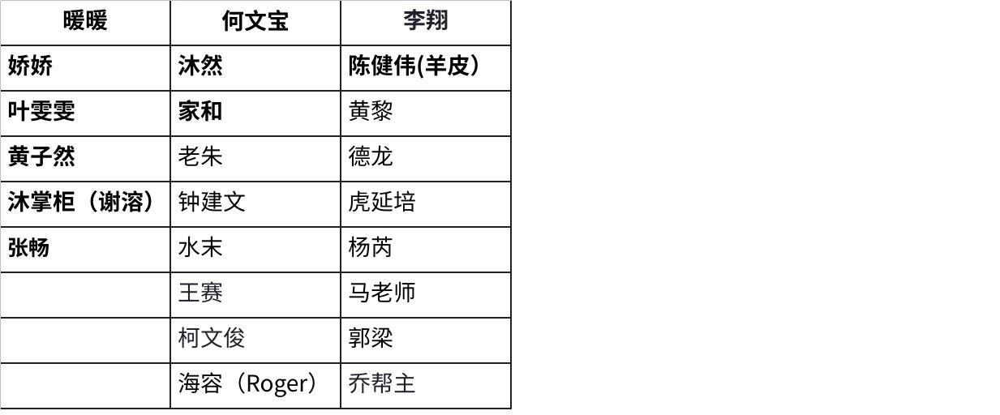 暖暖 何文宝 李翔
娇娇 沐然 陈健伟(羊皮）
叶雯雯 家和 黄黎
黄子然 老朱 德龙
沐掌柜（谢溶） 钟建文 虎延培
张畅 水末 杨芮
王赛 马老师
柯文俊 郭梁
海容（Roger） 乔帮主